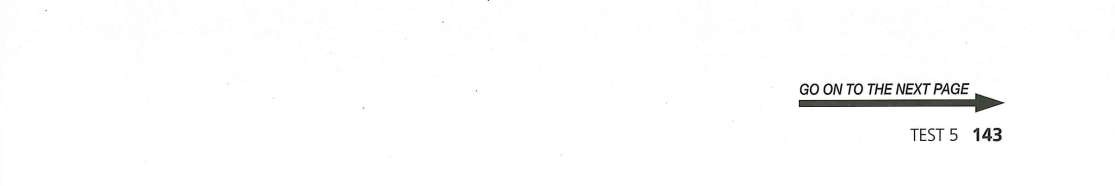 GO ON TO THE NEXT PAGE
TEST 5 143